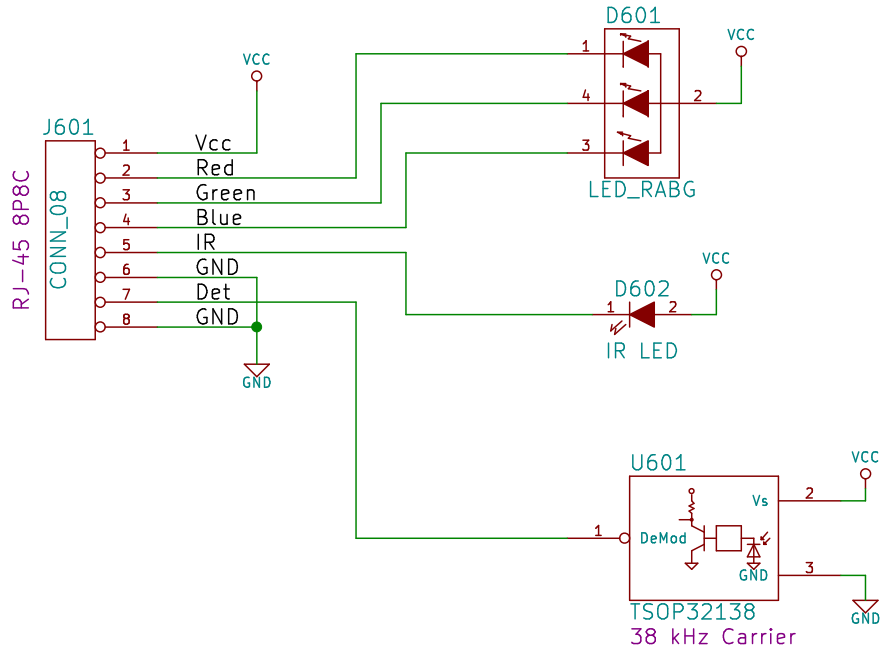 D601
VCC
1
4
2
3
LED_RABG
VCC
J601
RJ-45 8P8C
CONN_08
1 Vcc
2 Red
3 Green
4 Blue
5 IR
6 GND
7 Det
8 GND
GND
VCC
D602
1 2
IR LED
VCC
U601
Vs 2
1 DeMod
GND 3
TSOP32138
GND
38 kHz Carrier